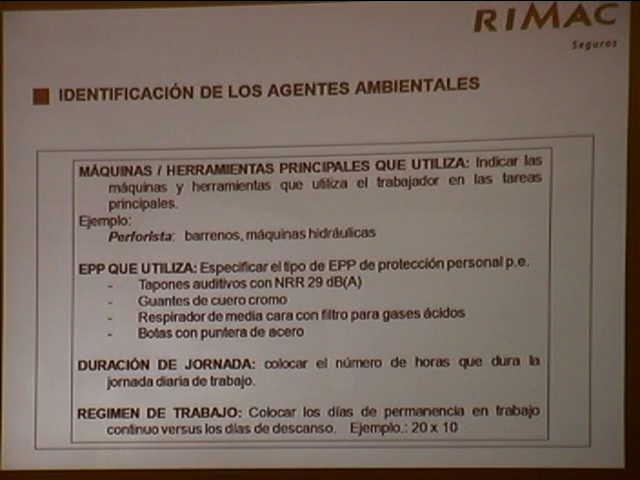 RIMAC
Seguros
IDENTIFICACIÓN DE LOS AGENTES AMBIENTALES
MÁQUINAS / HERRAMIENTAS PRINCIPALES QUE UTILIZA: Indicar las
máquinas y herramientas que utiliza el trabajador en las tareas
principales.
Ejemplo:
Perforista: barrenos, máquinas hidráulicas
EPP QUE UTILIZA: Especificar el tipo de EPP de protección personal p.e.
- Tapones auditivos con NRR 29 dB(A)
- Guantes de cuero cromo
- Respirador de media cara con filtro para gases ácidos
- Botas con puntera de acero
DURACIÓN DE JORNADA: colocar el número de horas que dura la
jornada diaria de trabajo.
REGIMEN DE TRABAJO: Colocar los días de permanencia en trabajo
continuo versus los días de descanso. Ejemplo.: 20 x 10